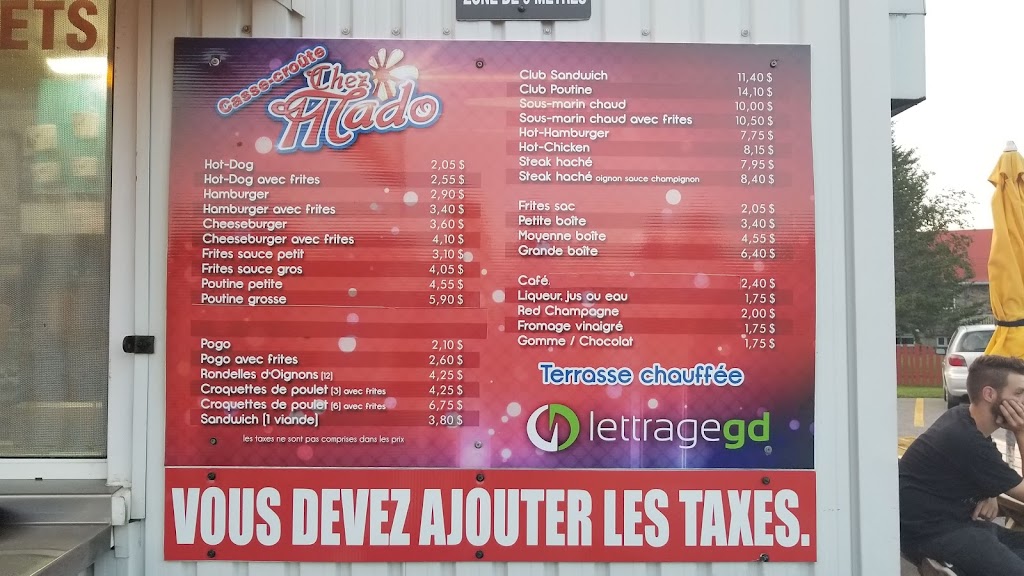 ETS
ZONE DE 9 MÈTRES
Casse-croûte
Chez
Mado
Hot-Dog 2,05 $
Hot-Dog avec frites 2,55 $
Hamburger 2,90 $
Hamburger avec frites 3,40 $
Cheeseburger 3,60 $
Cheeseburger avec frites 4,10 $
Frites sauce petit 3,10 $
Frites sauce gros 4,05 $
Poutine petite 4,55 $
Poutine grosse 5,90 $
Pogo 2,10 $
Pogo avec frites 2,60 $
Rondelles d'Oignons [12] 4,25 $
Croquettes de poulet [3] avec frites 4,25 $
Croquettes de poulet [6] avec frites 6,75 $
Sandwich [1 viande] 3,80 $
les taxes ne sont pas comprises dans les prix
Club Sandwich 11,40 $
Club Poutine 14,10 $
Sous-marin chaud 10,00 $
Sous-marin chaud avec frites 10,50 $
Hot-Hamburger 7,75 $
Hot-Chicken 8,15 $
Steak haché 7,95 $
Steak haché oignon sauce champignon 8,40 $
Frites sac 2,05 $
Petite boîte 3,40 $
Moyenne boîte 4,55 $
Grande boîte 6,40 $
Café 2,40 $
Liqueur, jus ou eau 1,75 $
Red Champagne 2,00 $
Fromage vinaigré 1,75 $
Gomme / Chocolat 1,75 $
Terrasse chauffée
lettragegd
VOUS DEVEZ AJOUTER LES TAXES.